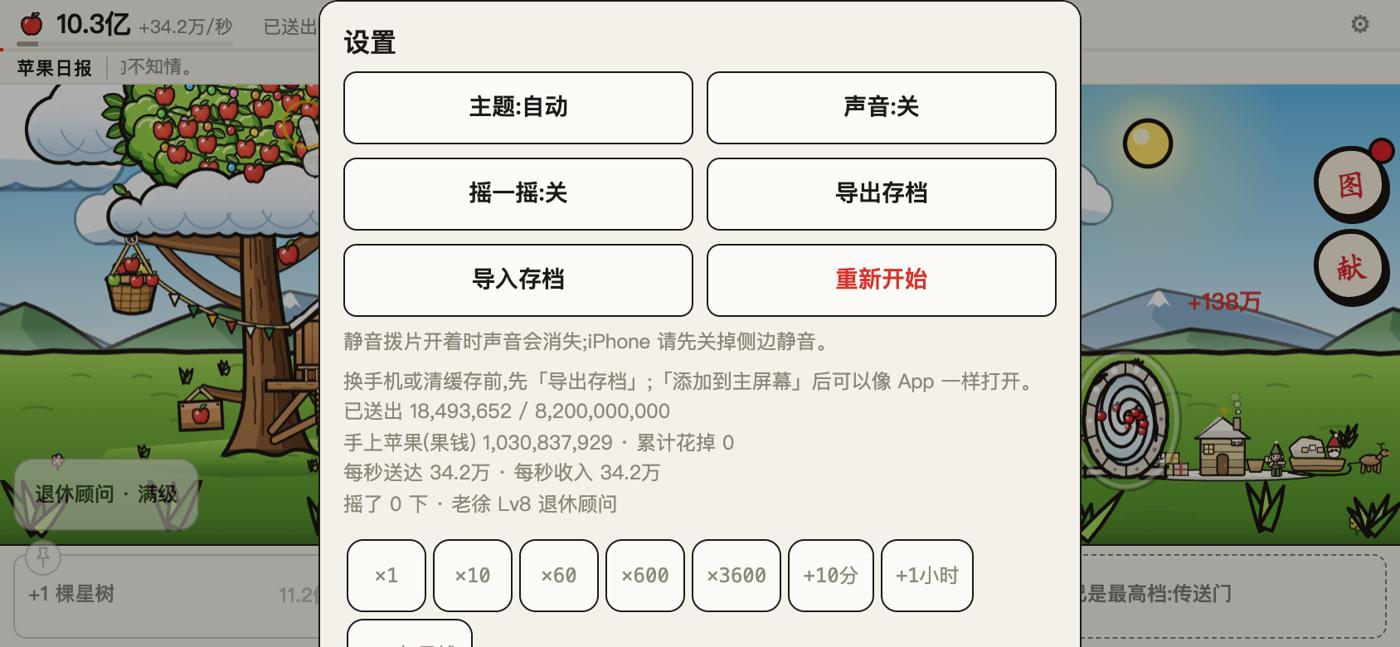 10.3亿 +34.2万/秒 已送出
苹果日报 的不知情。
设置
主题:自动
声音:关
摇一摇:关
导出存档
导入存档
重新开始
静音拨片开着时声音会消失;iPhone 请先关掉侧边静音。
换手机或清缓存前,先「导出存档」;「添加到主屏幕」后可以像 App 一样打开。
已送出 18,493,652 / 8,200,000,000
手上苹果(果钱) 1,030,837,929 · 累计花掉 0
每秒送达 34.2万 · 每秒收入 34.2万
摇了 0 下 · 老徐 Lv8 退休顾问
×1 ×10 ×60 ×600 ×3600 +10分 +1小时
图
献
+138万
退休顾问 · 满级
+1 棵星树 11.2
已是最高档:传送门